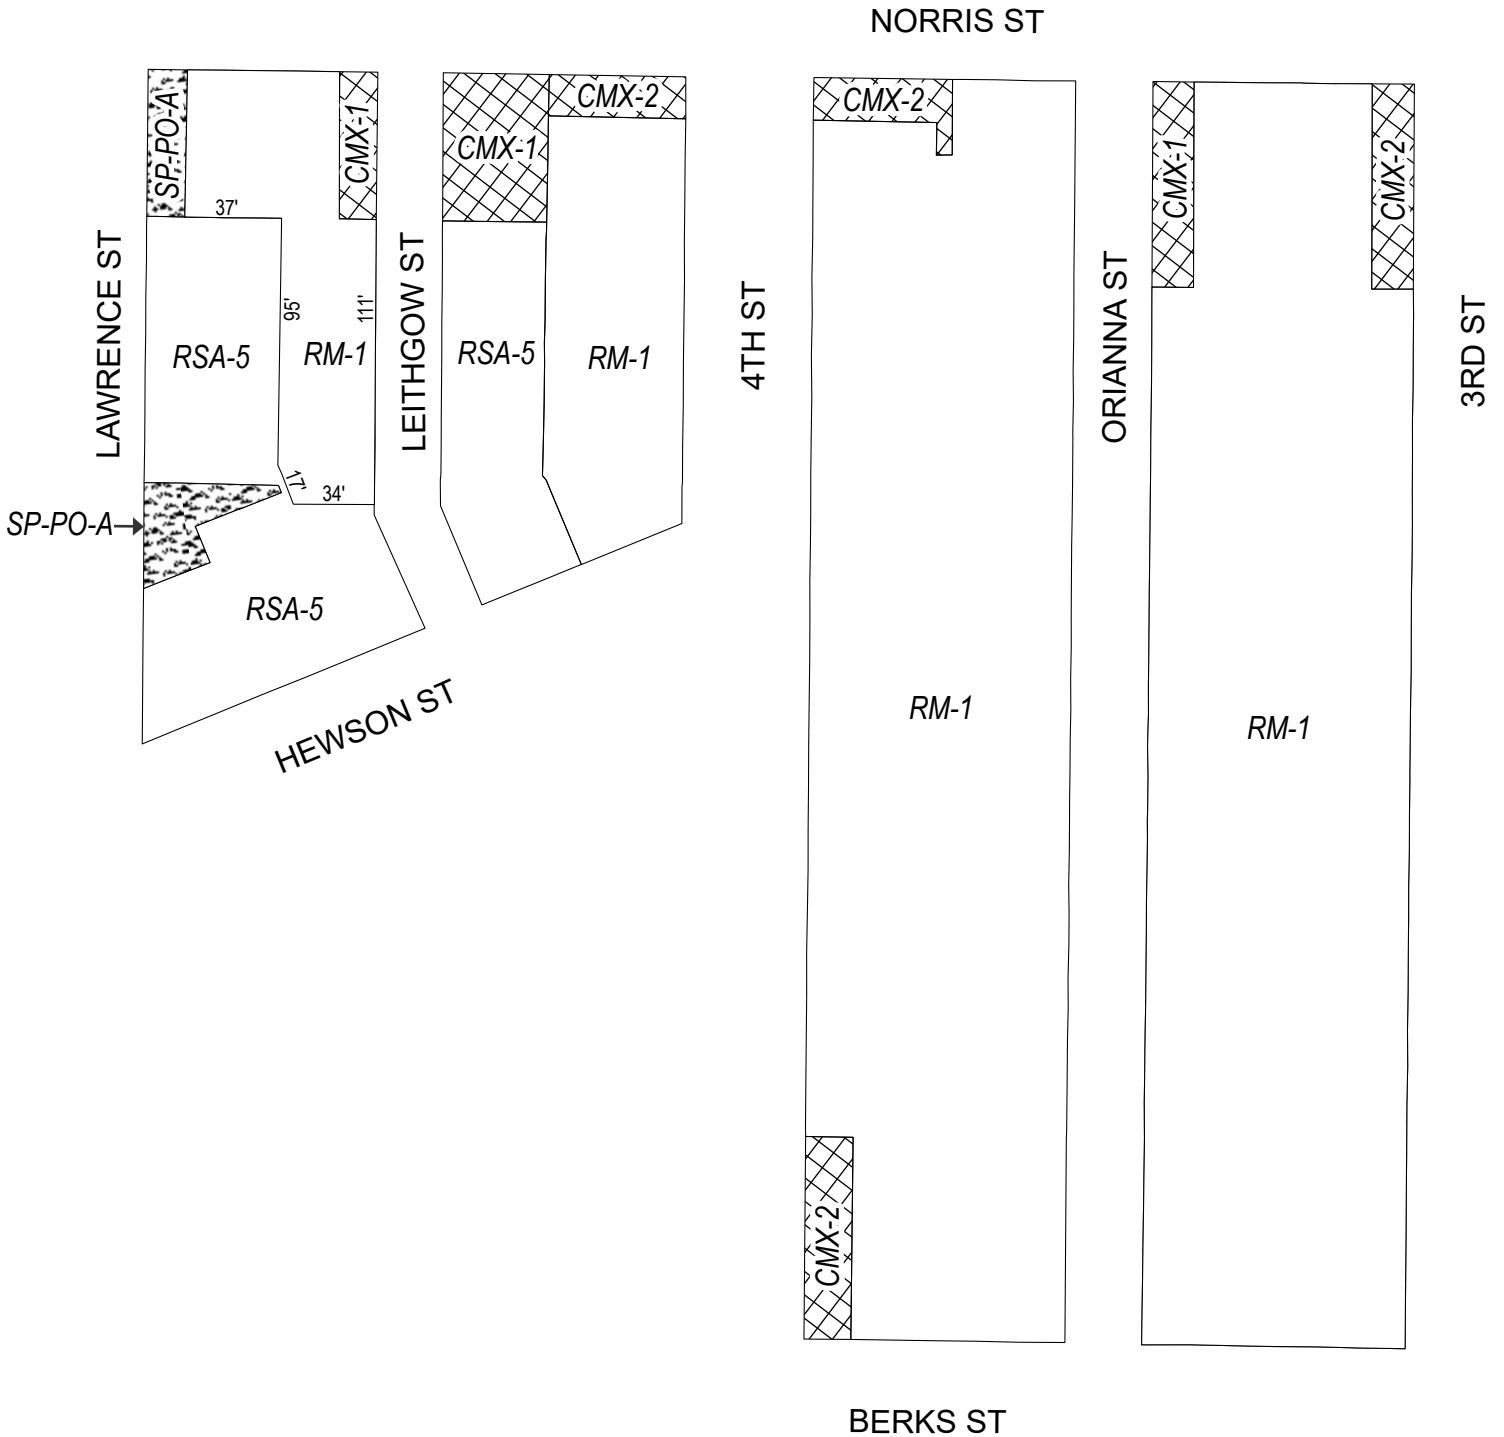 NORRIS ST
SP-PO-A
CMX-1
CMX-2
CMX-1
CMX-2
CMX-1
CMX-2
37'
LAWRENCE ST
RSA-5
95'
RM-1
111'
LEITHGOW ST
RSA-5
RM-1
4TH ST
ORIANNA ST
3RD ST
17'
34'
SP-PO-A
RSA-5
HEWSON ST
RM-1
RM-1
CMX-2
BERKS ST